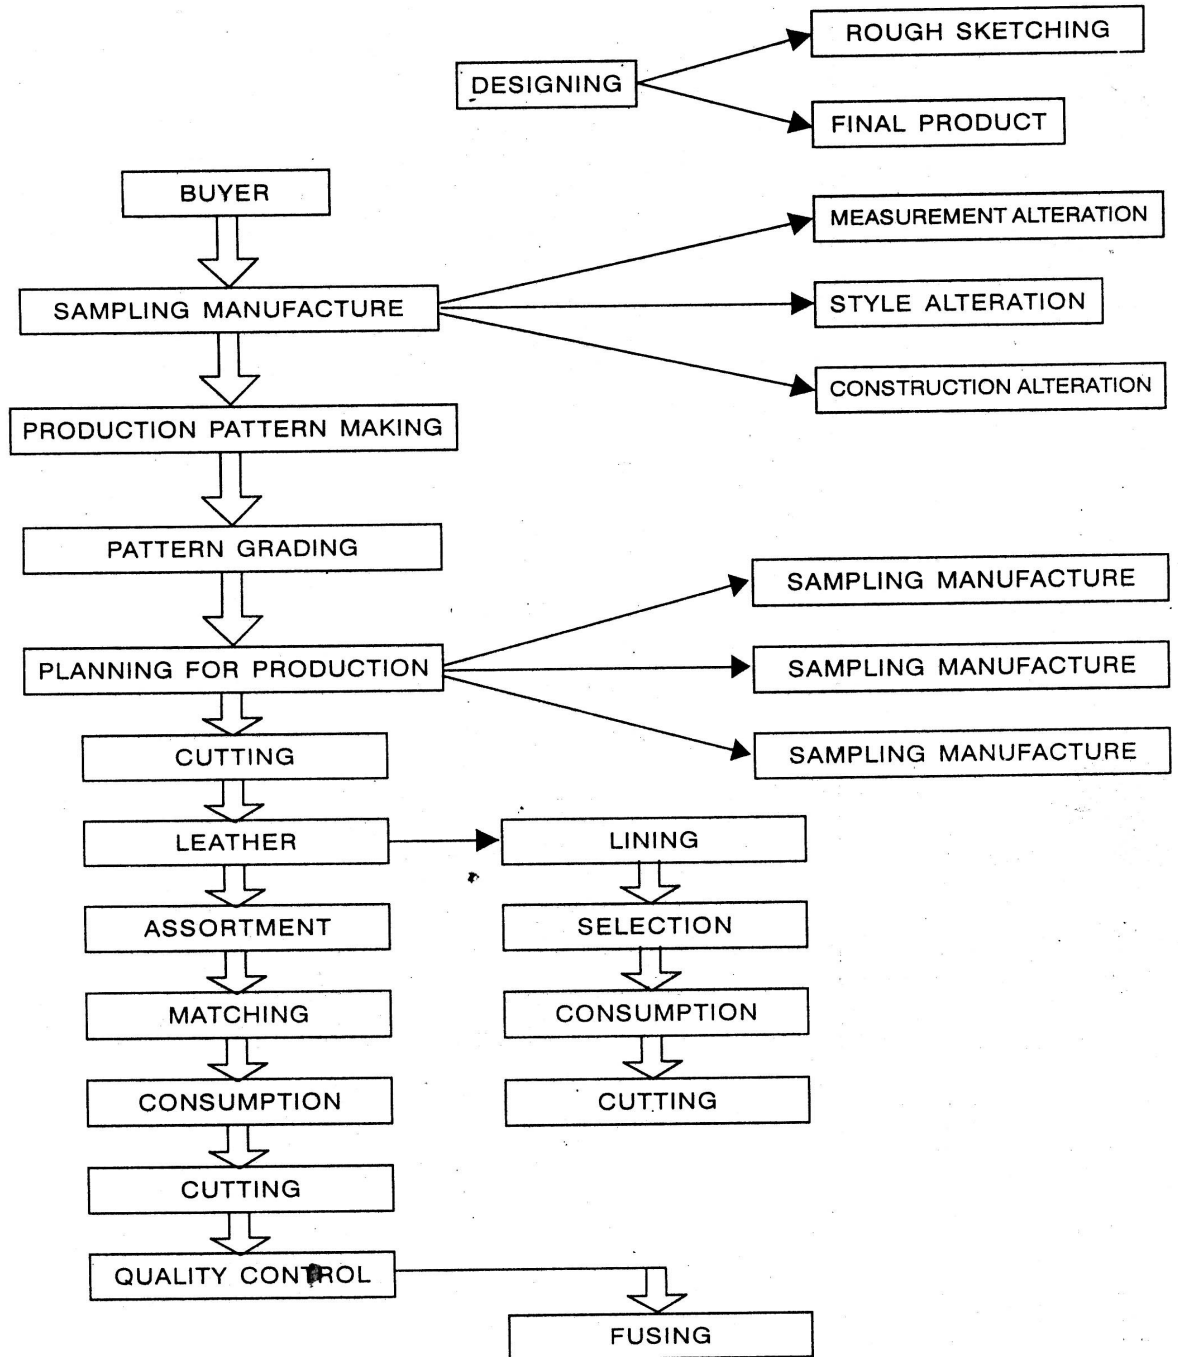 ROUGH SKETCHING
DESIGNING
FINAL PRODUCT
BUYER
MEASUREMENT ALTERATION
SAMPLING MANUFACTURE
STYLE ALTERATION
CONSTRUCTION ALTERATION
PRODUCTION PATTERN MAKING
PATTERN GRADING
SAMPLING MANUFACTURE
PLANNING FOR PRODUCTION
SAMPLING MANUFACTURE
SAMPLING MANUFACTURE
CUTTING
LEATHER
LINING
ASSORTMENT
SELECTION
MATCHING
CONSUMPTION
CONSUMPTION
CUTTING
CUTTING
QUALITY CONTROL
FUSING